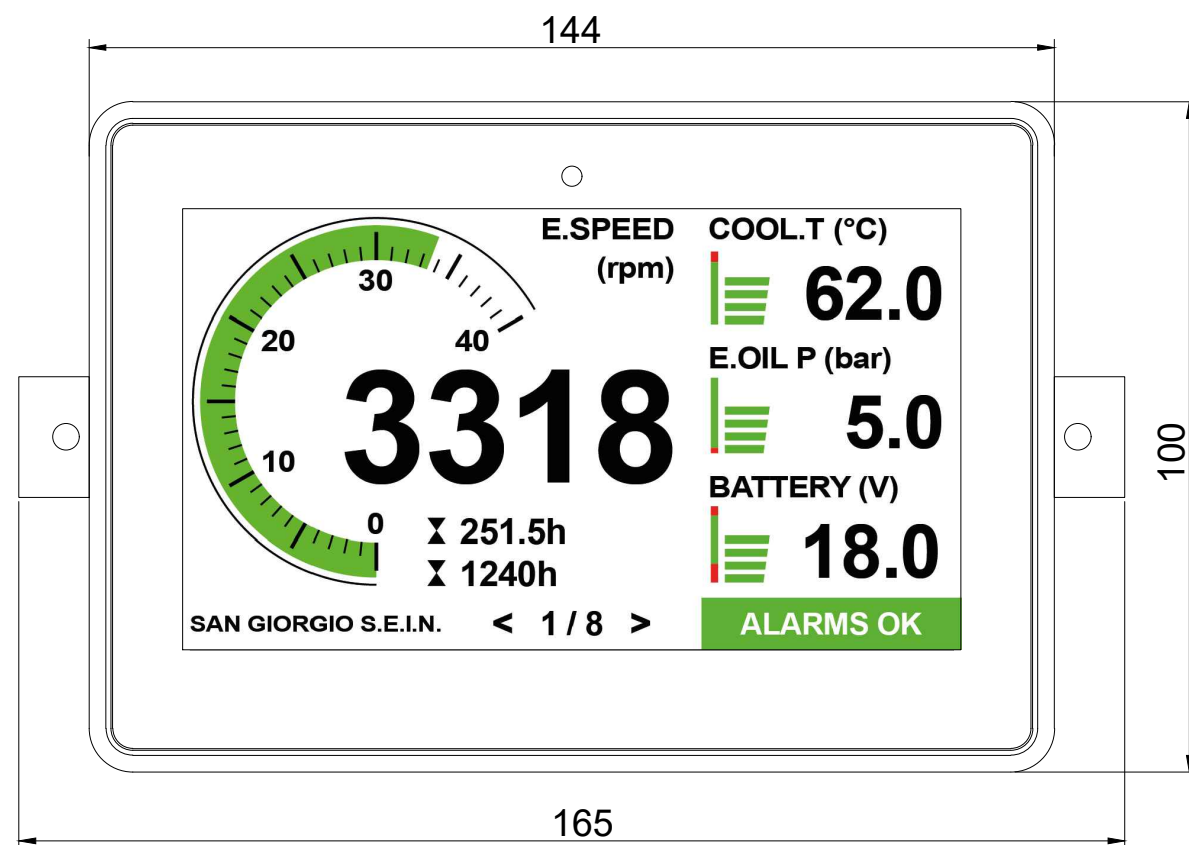 144
E.SPEED
(rpm)
COOL.T (°C)
62.0
30
20
40
10
0
3318
E.OIL P (bar)
5.0
BATTERY (V)
18.0
251.5h
1240h
SAN GIORGIO S.E.I.N.
< 1 / 8 >
ALARMS OK
100
165